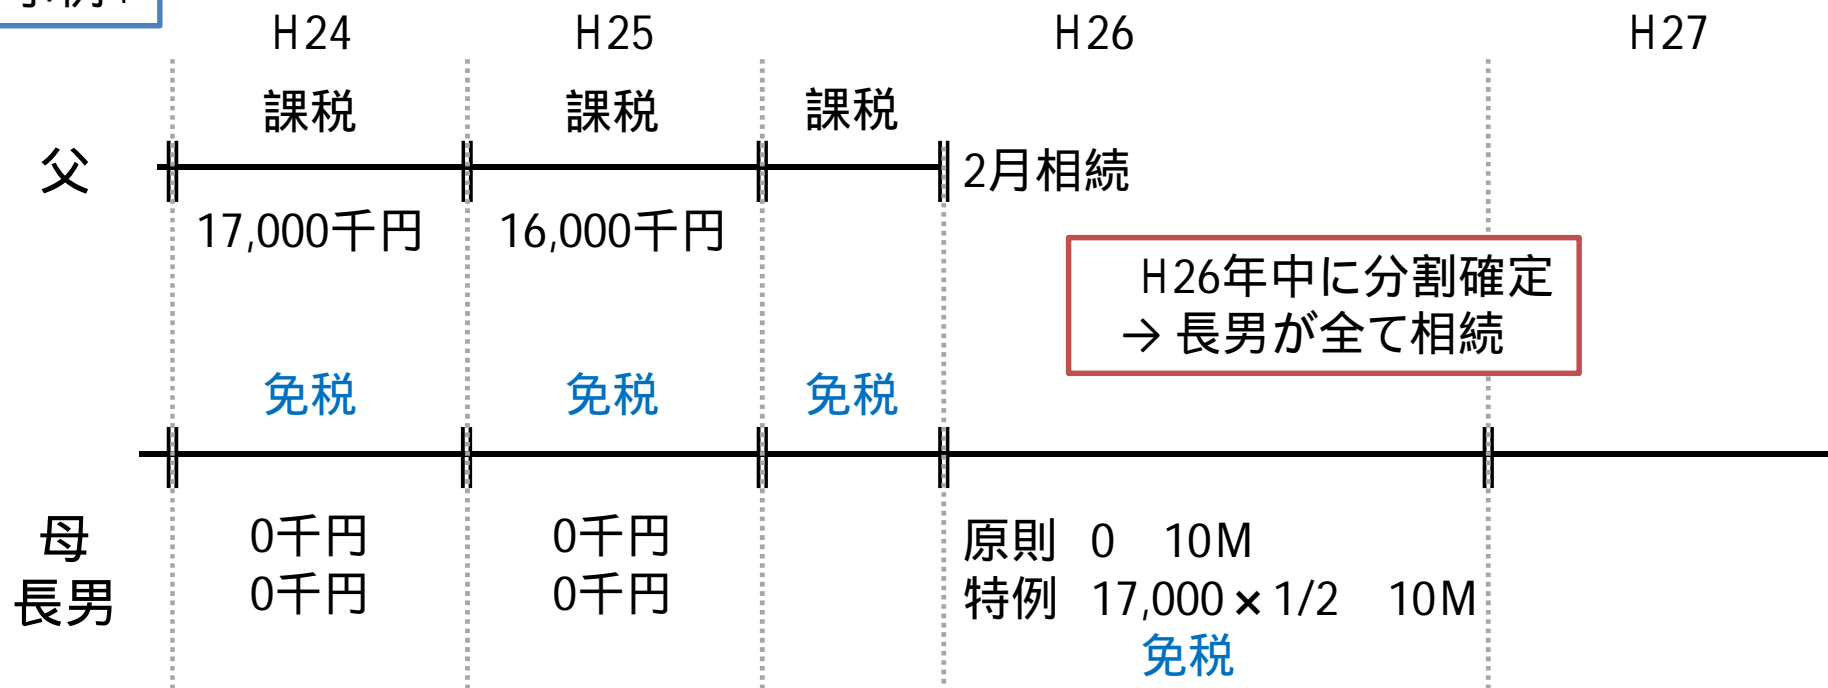 H24 H25 H26 H27
課税 課税 課税
父 2月相続
17,000千円 16,000千円
H26年中に分割確定
→ 長男が全て相続
免税 免税 免税
母 0千円 0千円 原則 0 10M
長男 0千円 0千円 特例 17,000 × 1/2 10M
免税